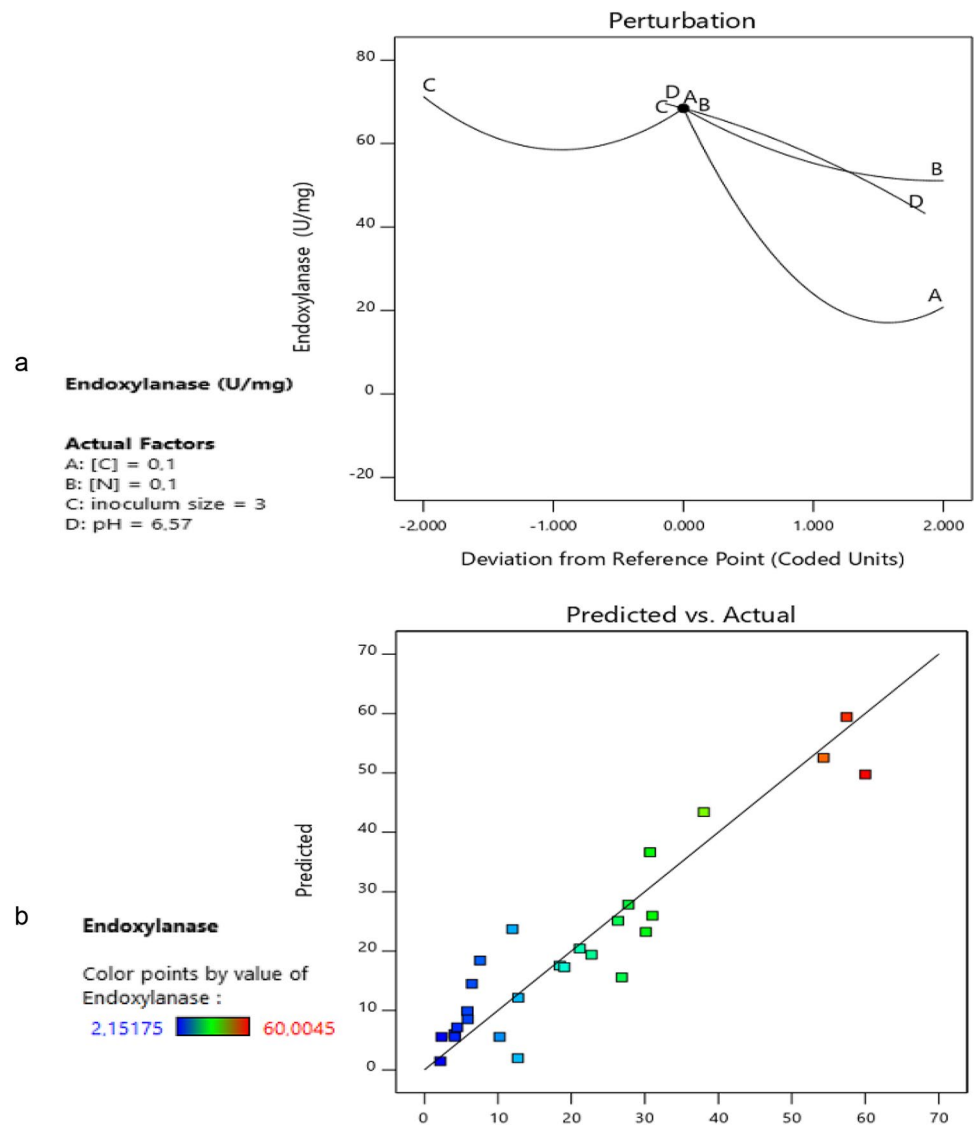 Perturbation
80
60
40
20
0
-20
C
D
A
B
C
B
D
A
Endoxylanase (U/mg)
-2.000
-1.000
0.000
1.000
2.000
Deviation from Reference Point (Coded Units)
a
Endoxylanase (U/mg)
Actual Factors
A: [C] = 0,1
B: [N] = 0,1
C: inoculum size = 3
D: pH = 6,57
Predicted vs. Actual
70
60
50
40
30
20
10
0
Predicted
0
10
20
30
40
50
60
70
b
Endoxylanase
Color points by value of
Endoxylanase :
2,15175 60,0045